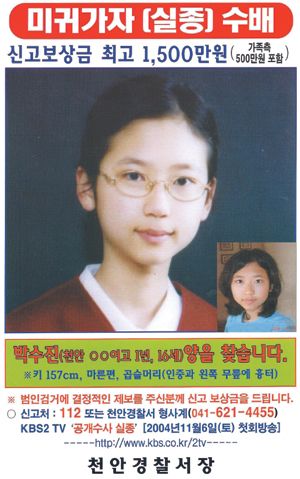 미귀가자 (실종) 수배
신고보상금 최고 1,500만원 (가족측 500만원 포함)
박수진(천안 ○○여고 1년, 16세)양을 찾습니다.
※키 157cm, 마른편, 곱슬머리(인중과 왼쪽 무릎에 흉터)
※ 범인검거에 결정적인 제보를 주신분께 신고 보상금을 드립니다.
○ 신고처 : 112 또는 천안경찰서 형사계(041-621-4455)
KBS2 TV ‘공개수사 실종’ [2004년11월6일(토) 첫회방송]
-----http://www.kbs.co.kr/2tv-----
천안경찰서장